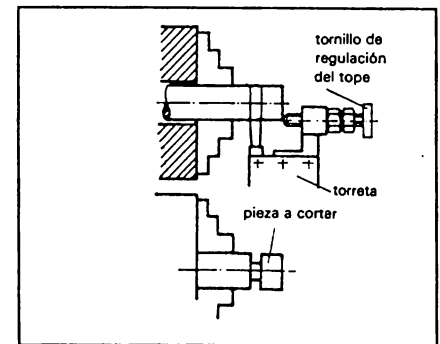 tornillo de
regulación
del tope
torreta
pieza a cortar